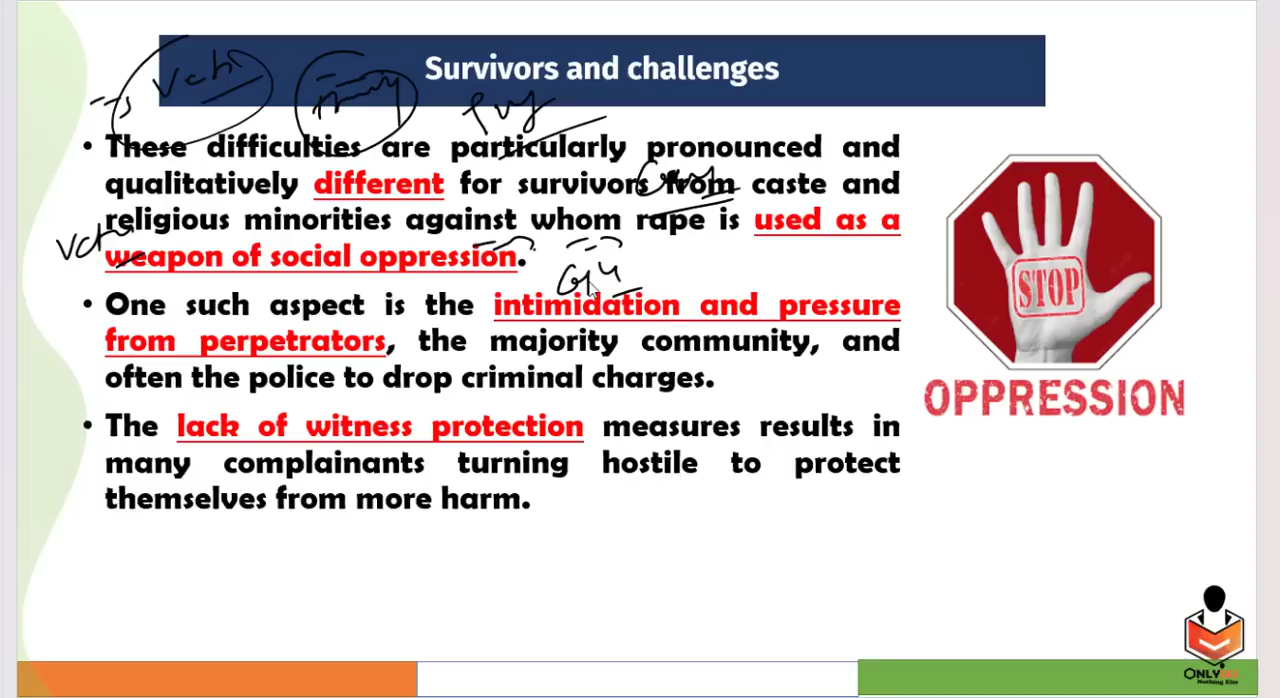 Survivors and challenges
• These difficulties are particularly pronounced and
qualitatively different for survivors from caste and
religious minorities against whom rape is used as a
weapon of social oppression.
• One such aspect is the intimidation and pressure
from perpetrators, the majority community, and
often the police to drop criminal charges.
• The lack of witness protection measures results in
many complainants turning hostile to protect
themselves from more harm.
STOP
OPPRESSION
Nothing Else